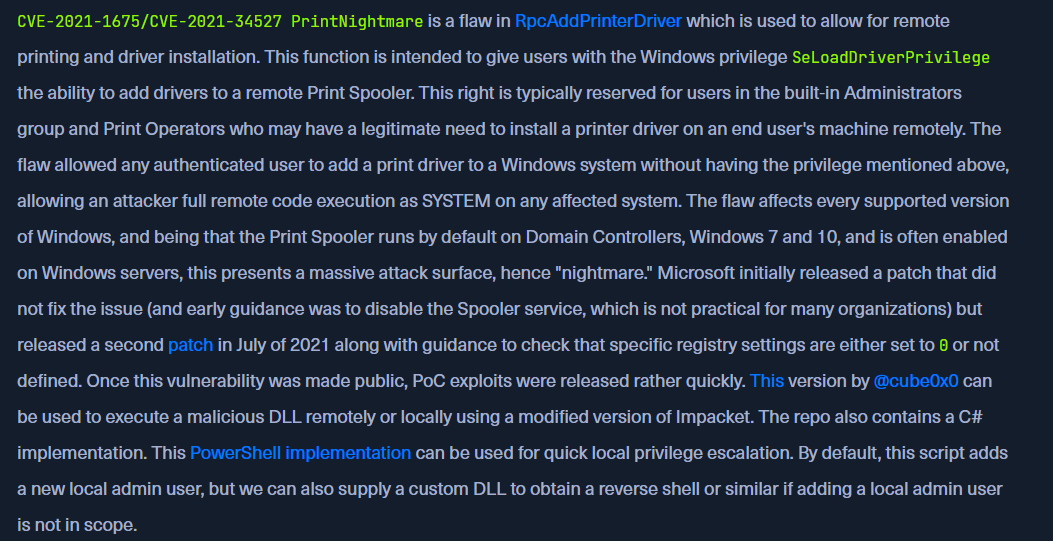 CVE-2021-1675/CVE-2021-34527 PrintNightmare is a flaw in RpcAddPrinterDriver which is used to allow for remote
printing and driver installation. This function is intended to give users with the Windows privilege SeLoadDriverPrivilege
the ability to add drivers to a remote Print Spooler. This right is typically reserved for users in the built-in Administrators
group and Print Operators who may have a legitimate need to install a printer driver on an end user's machine remotely. The
flaw allowed any authenticated user to add a print driver to a Windows system without having the privilege mentioned above,
allowing an attacker full remote code execution as SYSTEM on any affected system. The flaw affects every supported version
of Windows, and being that the Print Spooler runs by default on Domain Controllers, Windows 7 and 10, and is often enabled
on Windows servers, this presents a massive attack surface, hence "nightmare." Microsoft initially released a patch that did
not fix the issue (and early guidance was to disable the Spooler service, which is not practical for many organizations) but
released a second patch in July of 2021 along with guidance to check that specific registry settings are either set to 0 or not
defined. Once this vulnerability was made public, PoC exploits were released rather quickly. This version by @cube0x0 can
be used to execute a malicious DLL remotely or locally using a modified version of Impacket. The repo also contains a C#
implementation. This PowerShell implementation can be used for quick local privilege escalation. By default, this script adds
a new local admin user, but we can also supply a custom DLL to obtain a reverse shell or similar if adding a local admin user
is not in scope.